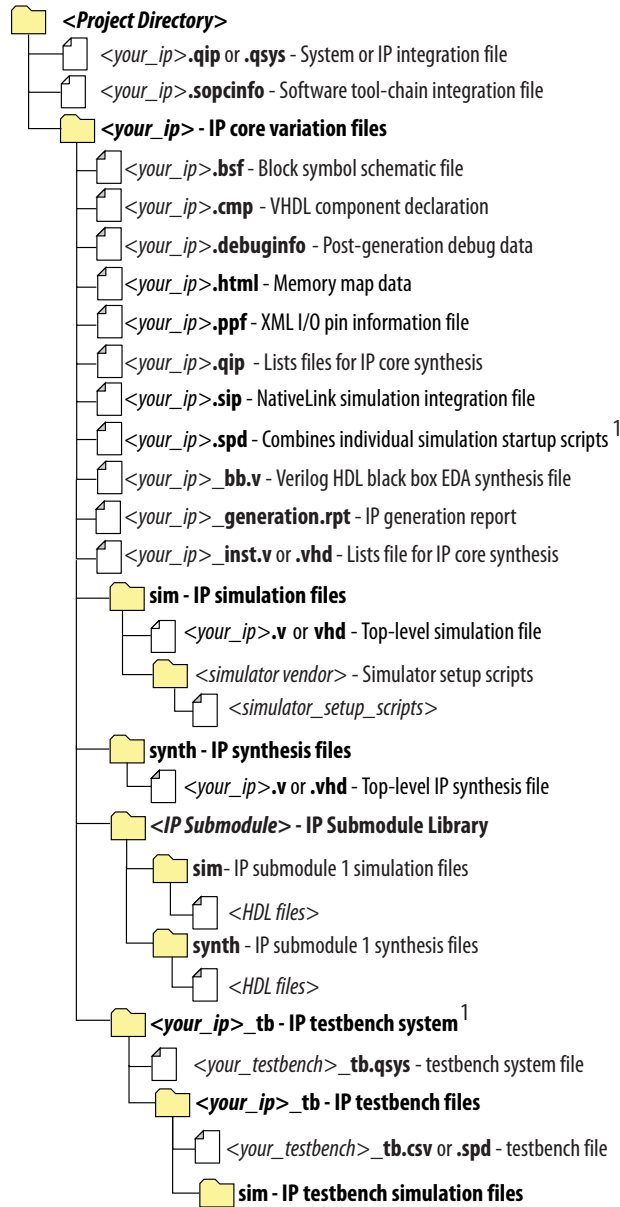 <Project Directory>
<your_ip>.qip or .qsys - System or IP integration file
<your_ip>.sopcinfo - Software tool-chain integration file
<your_ip> - IP core variation files
<your_ip>.bsf - Block symbol schematic file
<your_ip>.cmp - VHDL component declaration
<your_ip>.debuginfo - Post-generation debug data
<your_ip>.html - Memory map data
<your_ip>.ppf - XML I/O pin information file
<your_ip>.qip - Lists files for IP core synthesis
<your_ip>.sip - NativeLink simulation integration file
<your_ip>.spd - Combines individual simulation startup scripts 1
<your_ip>_bb.v - Verilog HDL black box EDA synthesis file
<your_ip>_generation.rpt - IP generation report
<your_ip>_inst.v or .vhd - Lists file for IP core synthesis
sim - IP simulation files
<your_ip>.v or vhd - Top-level simulation file
<simulator vendor> - Simulator setup scripts
<simulator_setup_scripts>
synth - IP synthesis files
<your_ip>.v or .vhd - Top-level IP synthesis file
<IP Submodule> - IP Submodule Library
sim- IP submodule 1 simulation files
<HDL files>
synth - IP submodule 1 synthesis files
<HDL files>
<your_ip>_tb - IP testbench system 1
<your_testbench>_tb.qsys - testbench system file
<your_ip>_tb - IP testbench files
<your_testbench>_tb.csv or .spd - testbench file
sim - IP testbench simulation files